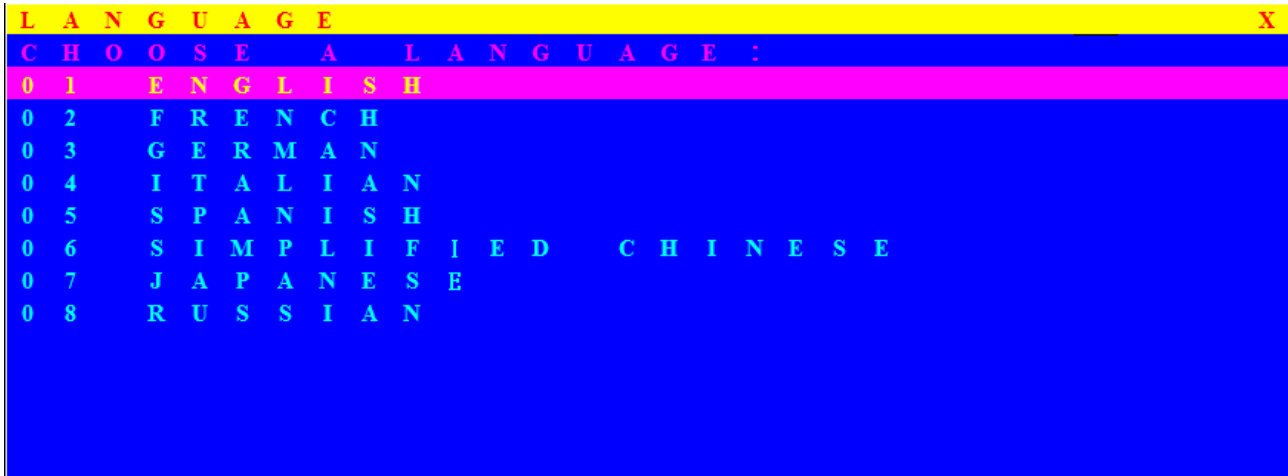 LANGUAGE X
CHOOSE A LANGUAGE:
01 ENGLISH
02 FRENCH
03 GERMAN
04 ITALIAN
05 SPANISH
06 SIMPLIFIED CHINESE
07 JAPANESE
08 RUSSIAN